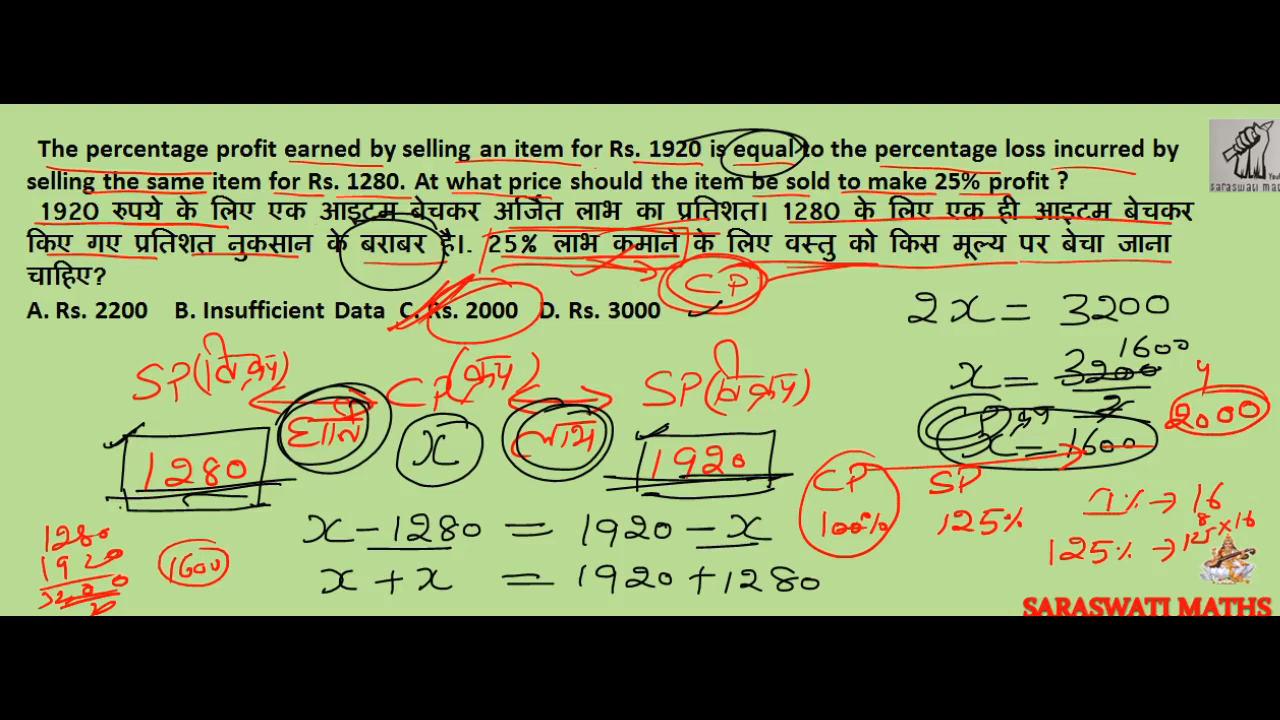 The percentage profit earned by selling an item for Rs. 1920 is equal to the percentage loss incurred by
selling the same item for Rs. 1280. At what price should the item be sold to make 25% profit ?
1920 रुपये के लिए एक आइटम बेचकर अर्जित लाभ का प्रतिशत। 1280 के लिए एक ही आइटम बेचकर
किए गए प्रतिशत नुकसान के बराबर है।. 25% लाभ कमाने के लिए वस्तु को किस मूल्य पर बेचा जाना
चाहिए?
CP
A. Rs. 2200 B. Insufficient Data C. Rs. 2000 D. Rs. 3000
2x = 3200
SP(विक्रय) CP(क्रय) SP(विक्रय)
x = 3200 1600
2
2000
1280 हानि x लाभ 1920
CP x = 1600
CP SP
100% 125%
1% → 16
125% → 125 × 16
x - 1280 = 1920 - x
x + x = 1920 + 1280
1280
1920
3200
1600
SARASWATI MATHS